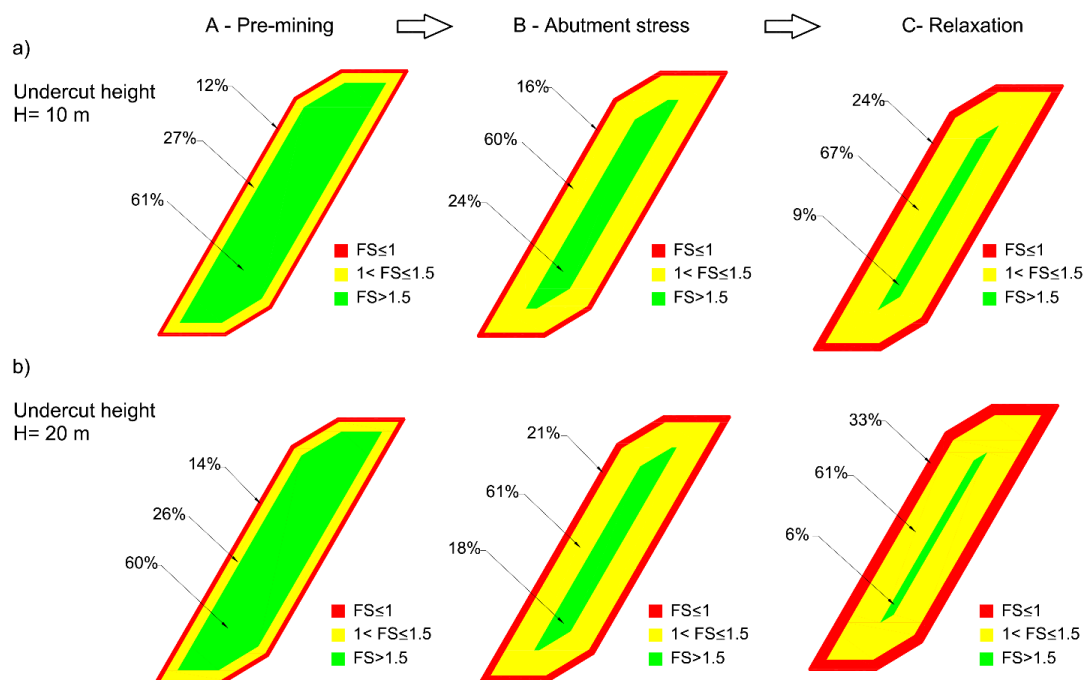 A - Pre-mining
B - Abutment stress
C- Relaxation
a)
Undercut height
H= 10 m
12%
27%
61%
FS≤1
1< FS≤1.5
FS>1.5
16%
60%
24%
FS≤1
1< FS≤1.5
FS>1.5
24%
67%
9%
FS≤1
1< FS≤1.5
FS>1.5
b)
Undercut height
H= 20 m
14%
26%
60%
FS≤1
1< FS≤1.5
FS>1.5
21%
61%
18%
FS≤1
1< FS≤1.5
FS>1.5
33%
61%
6%
FS≤1
1< FS≤1.5
FS>1.5